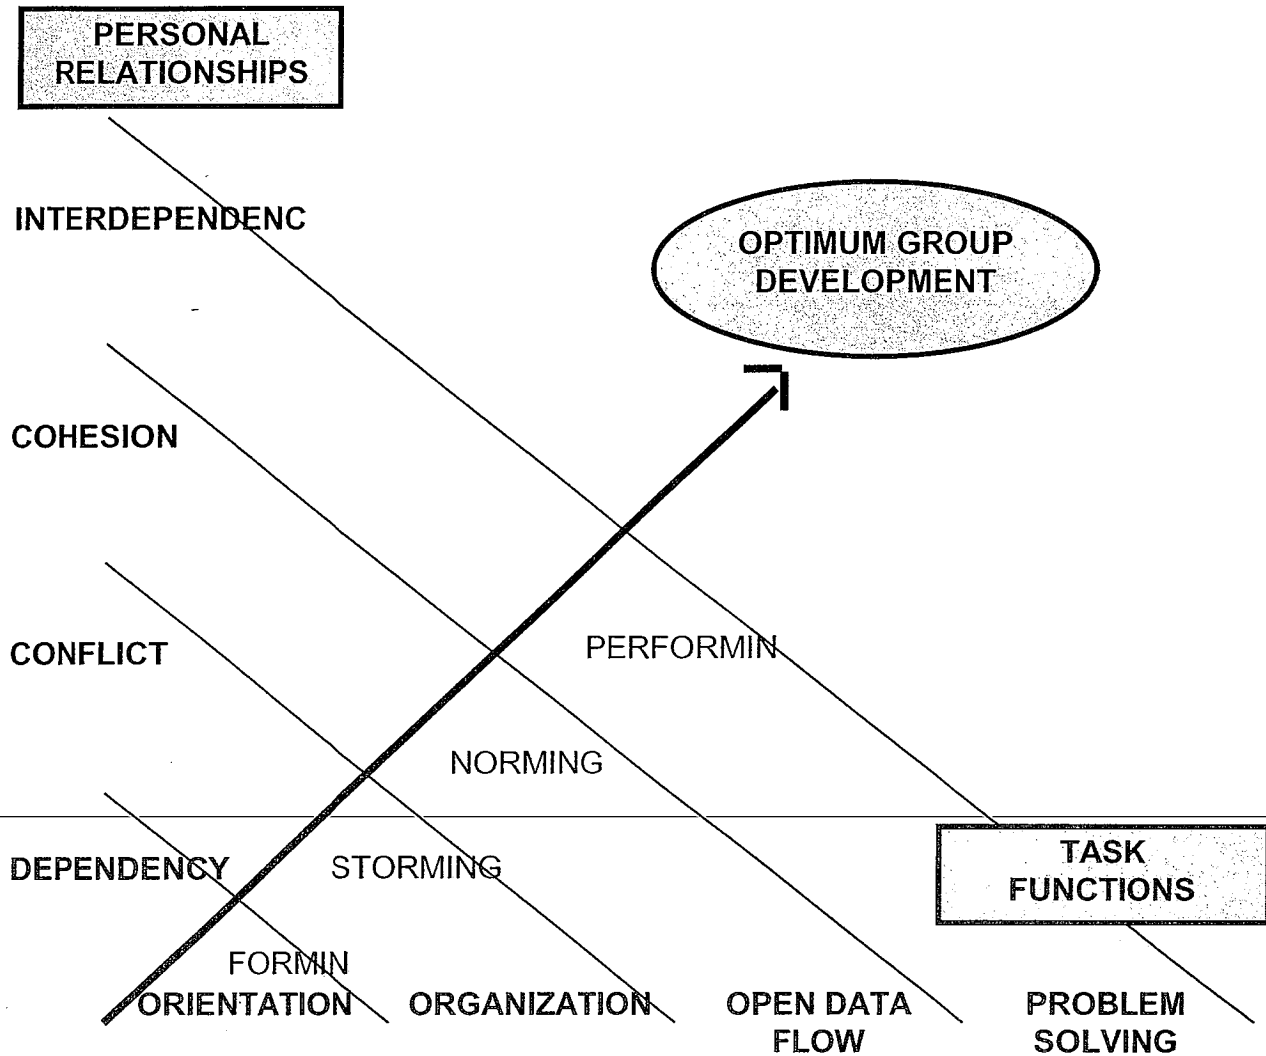 PERSONAL
RELATIONSHIPS
INTERDEPENDENC
OPTIMUM GROUP
DEVELOPMENT
COHESION
CONFLICT
PERFORMIN
NORMING
DEPENDENCY
STORMING
TASK
FUNCTIONS
FORMIN
ORIENTATION
ORGANIZATION
OPEN DATA
FLOW
PROBLEM
SOLVING